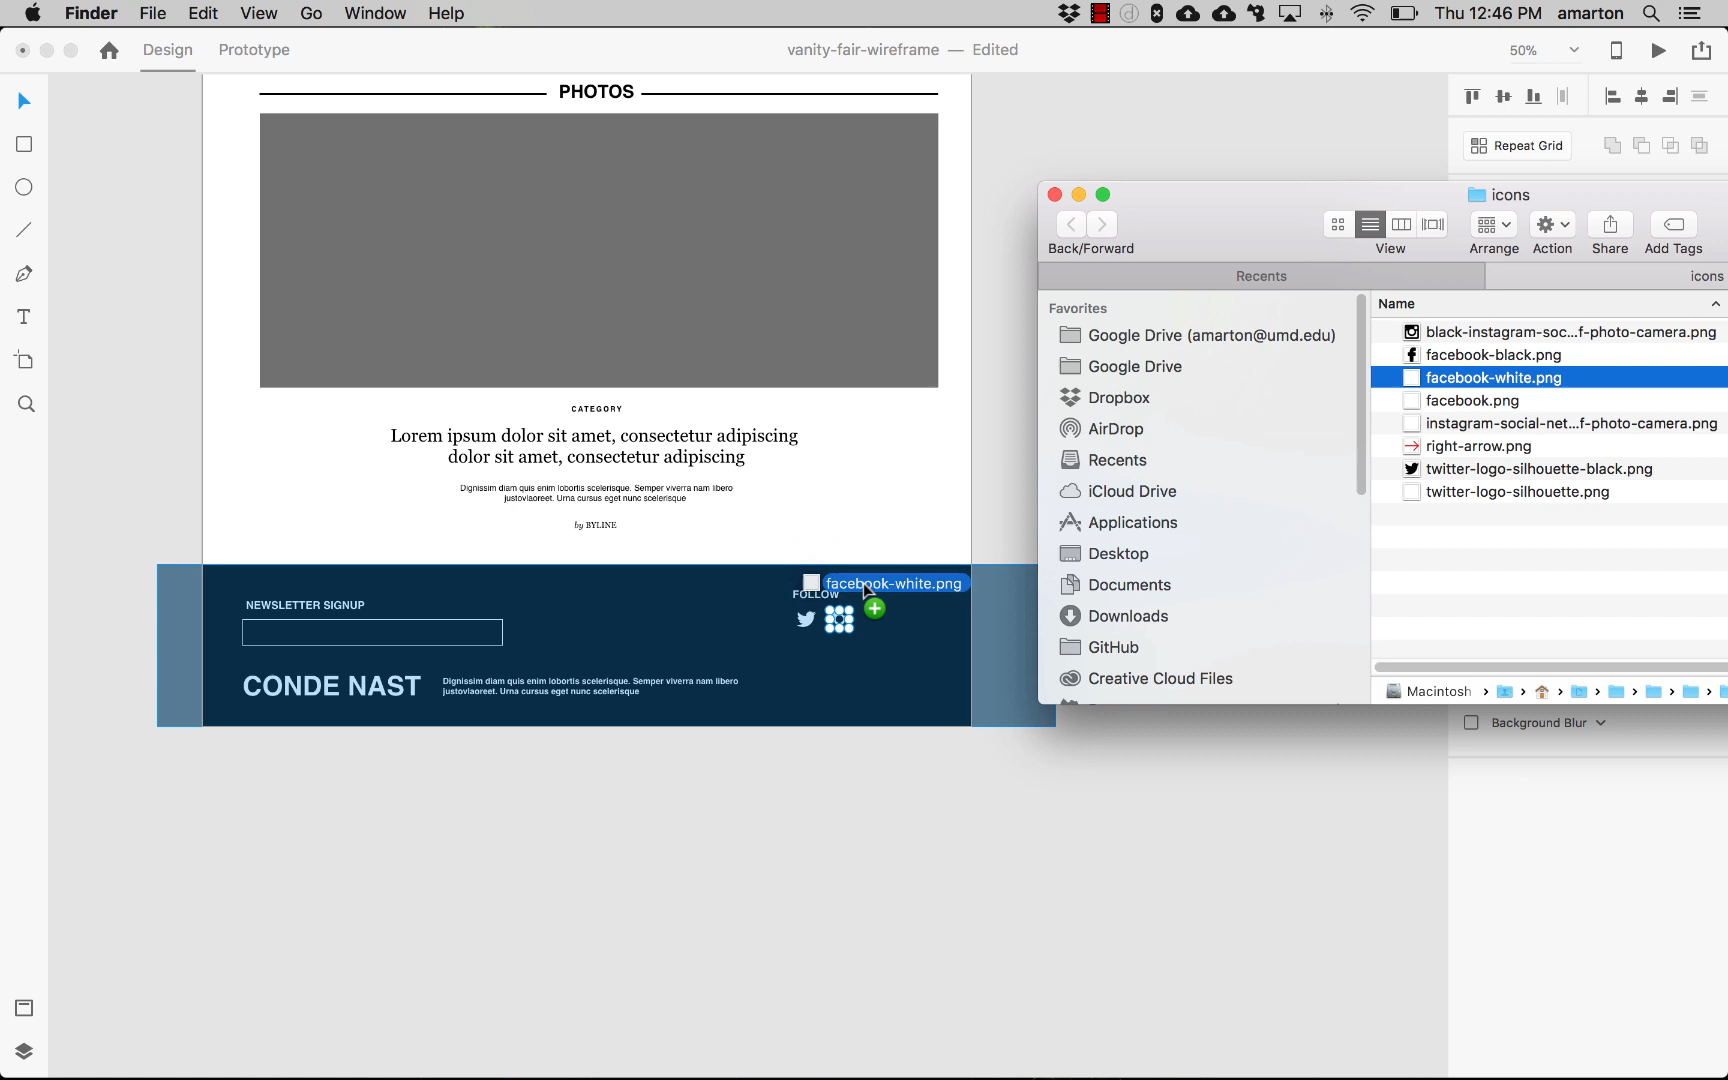 Finder File Edit View Go Window Help Thu 12:46 PM amarton
Design Prototype vanity-fair-wireframe — Edited 50%
PHOTOS
Repeat Grid
CATEGORY
Lorem ipsum dolor sit amet, consectetur adipiscing
dolor sit amet, consectetur adipiscing
Dignissim diam quis enim lobortis scelerisque. Semper viverra nam libero
justovlaoreet. Urna cursus eget nunc scelerisque
by BYLINE
facebook-white.png
FOLLOW
NEWSLETTER SIGNUP
CONDE NAST
Dignissim diam quis enim lobortis scelerisque. Semper viverra nam libero
justovlaoreet. Urna cursus eget nunc scelerisque
icons
Back/Forward View Arrange Action Share Add Tags
Recents icons
Favorites
Google Drive (amarton@umd.edu)
Google Drive
Dropbox
AirDrop
Recents
iCloud Drive
Applications
Desktop
Documents
Downloads
GitHub
Creative Cloud Files
Name
black-instagram-soc...f-photo-camera.png
facebook-black.png
facebook-white.png
facebook.png
instagram-social-net...f-photo-camera.png
right-arrow.png
twitter-logo-silhouette-black.png
twitter-logo-silhouette.png
Macintosh
Background Blur